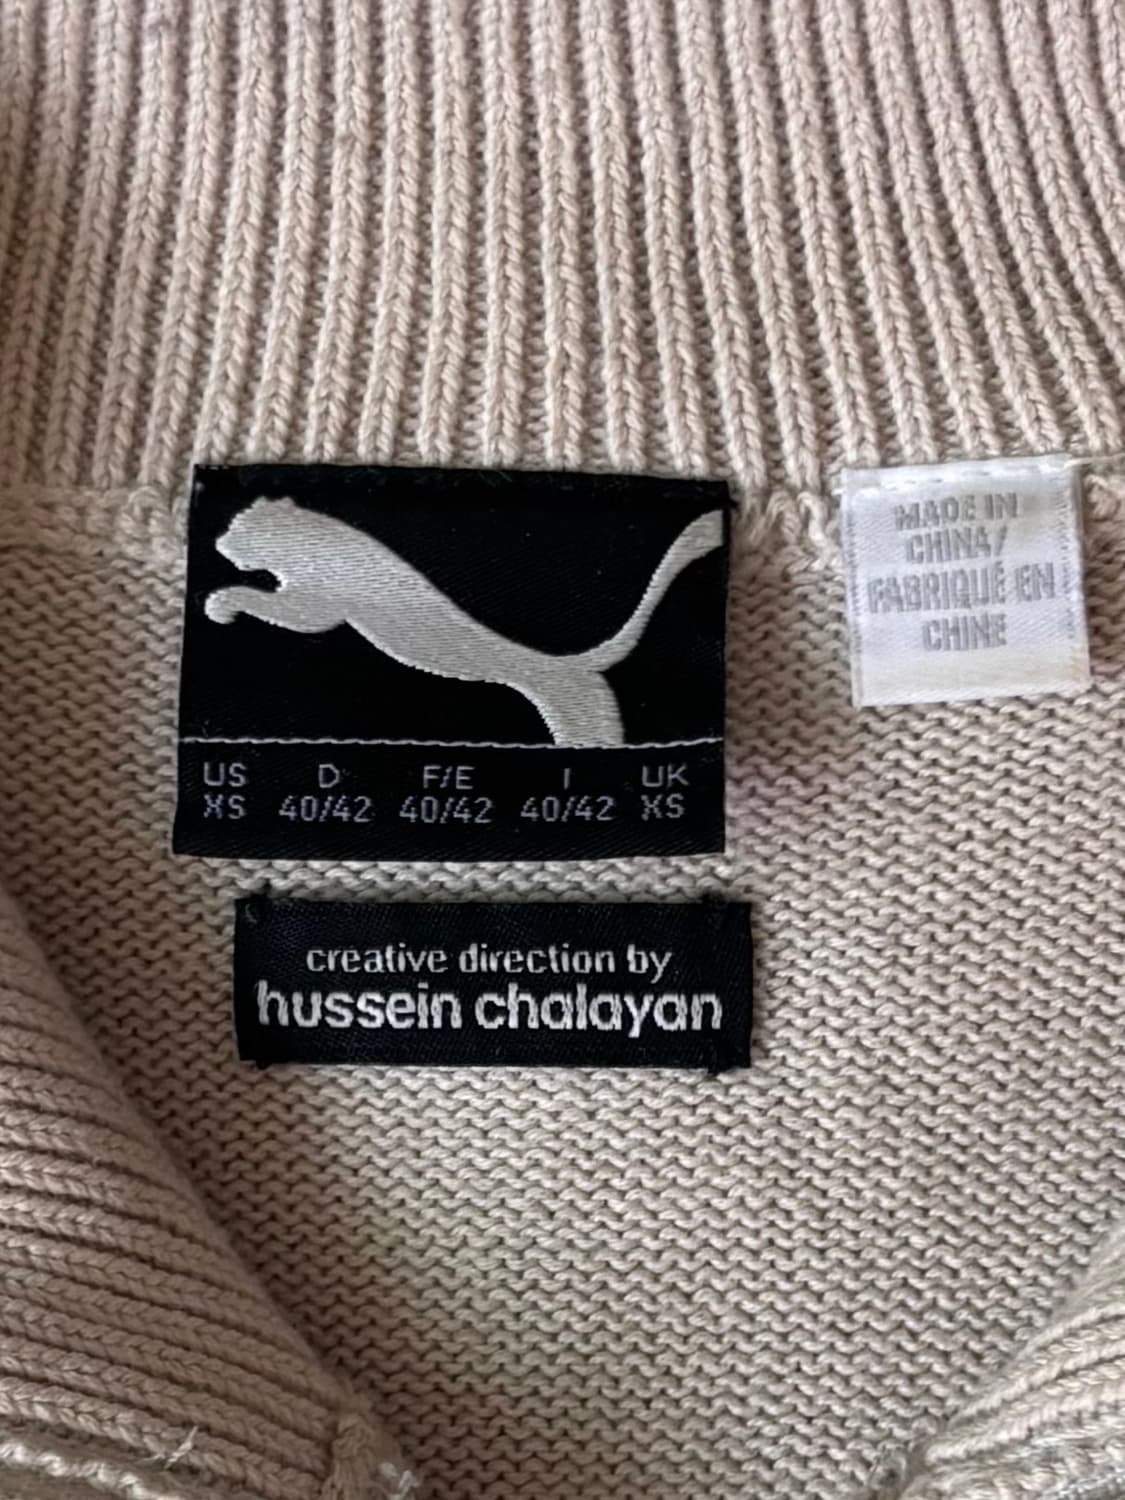 MADE IN
CHINA/
FABRIQUÉ EN
CHINE
US D F/E I UK
XS 40/42 40/42 40/42 XS
creative direction by
hussein chalayan